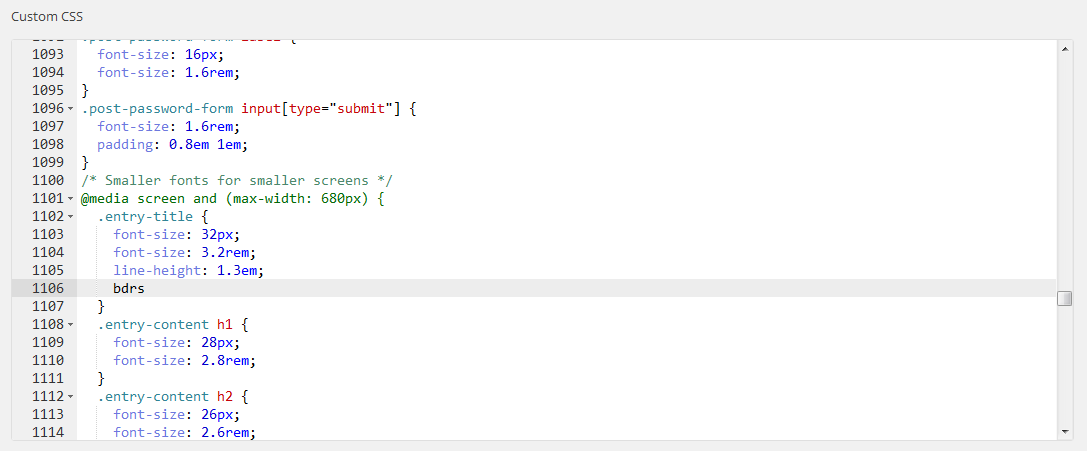 Custom CSS
1093 font-size: 16px;
1094 font-size: 1.6rem;
1095 }
1096 .post-password-form input[type="submit"] {
1097 font-size: 1.6rem;
1098 padding: 0.8em 1em;
1099 }
1100 /* Smaller fonts for smaller screens */
1101 @media screen and (max-width: 680px) {
1102 .entry-title {
1103 font-size: 32px;
1104 font-size: 3.2rem;
1105 line-height: 1.3em;
1106 bdrs
1107 }
1108 .entry-content h1 {
1109 font-size: 28px;
1110 font-size: 2.8rem;
1111 }
1112 .entry-content h2 {
1113 font-size: 26px;
1114 font-size: 2.6rem;